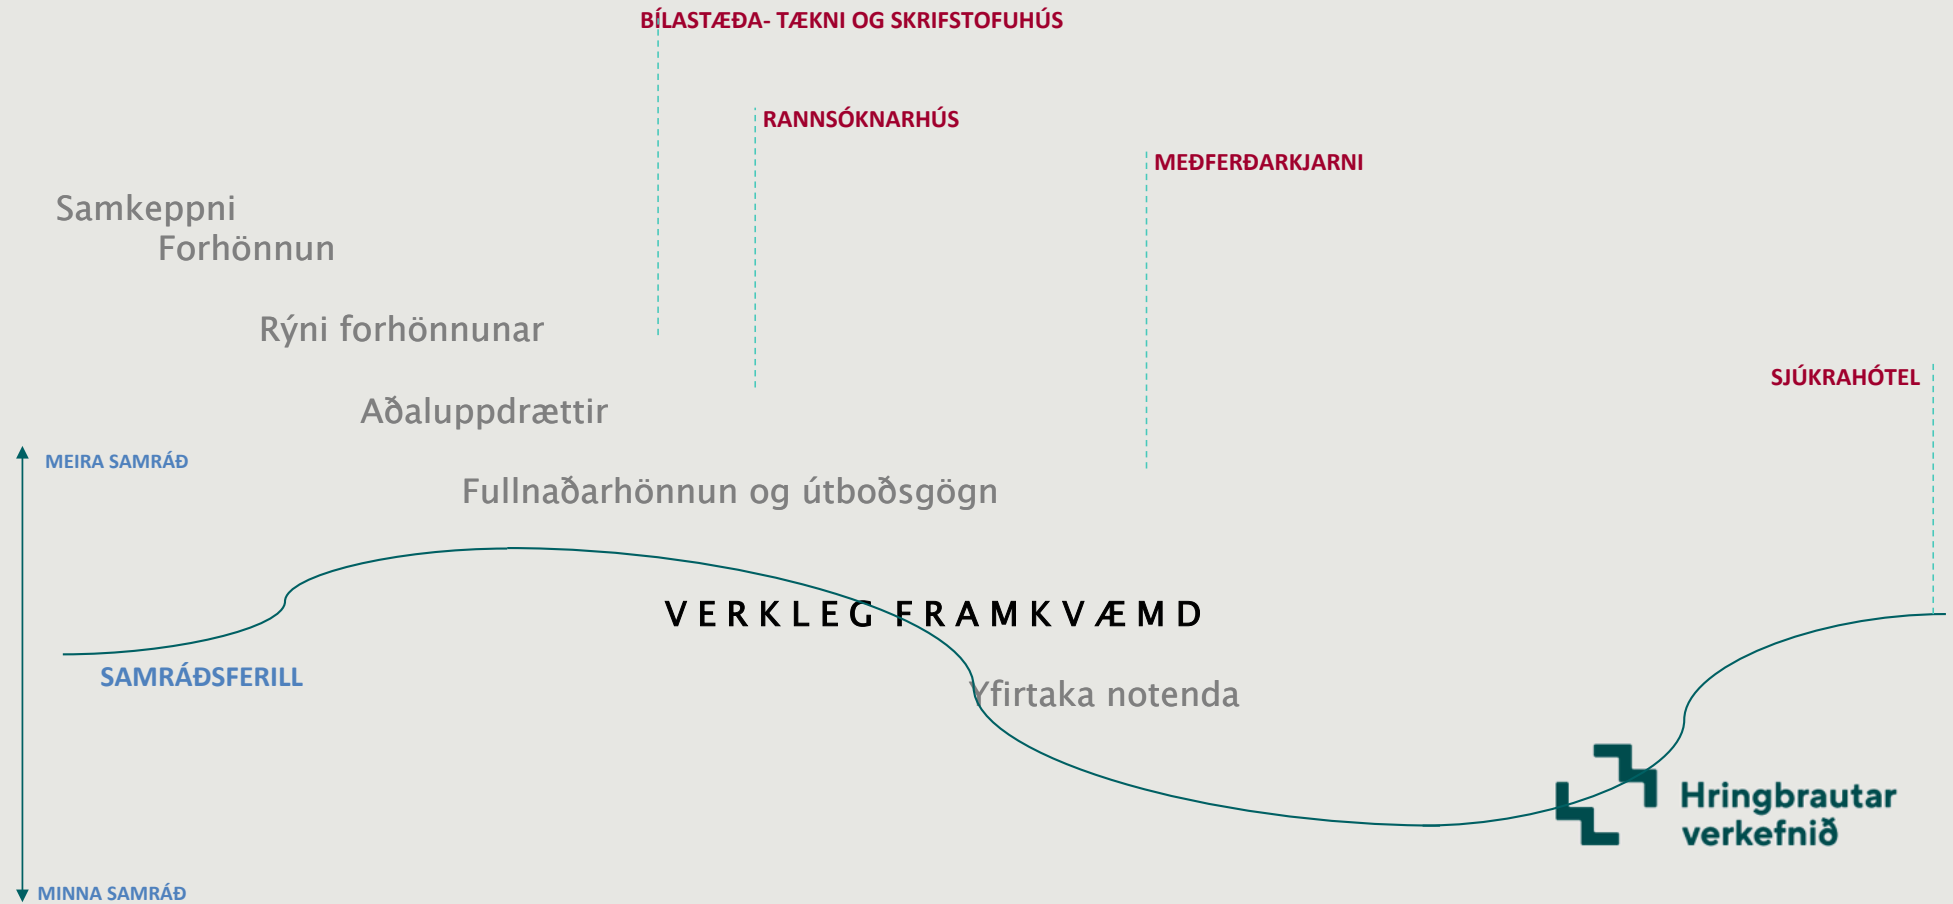 BÍLASTÆÐA- TÆKNI OG SKRIFSTOFUHÚS
RANNSÓKNARHÚS
MEÐFERÐARKJARNI
Samkeppni
Forhönnun
Rýni forhönnunar
SJÚKRAHÓTEL
Aðaluppdrættir
MEIRA SAMRÁÐ
Fullnaðarhönnun og útboðsgögn
VERKLEG FRAMKVÆMD
SAMRÁÐSFERILL
Yfirtaka notenda
Hringbrautar
verkefnið
MINNA SAMRÁÐ